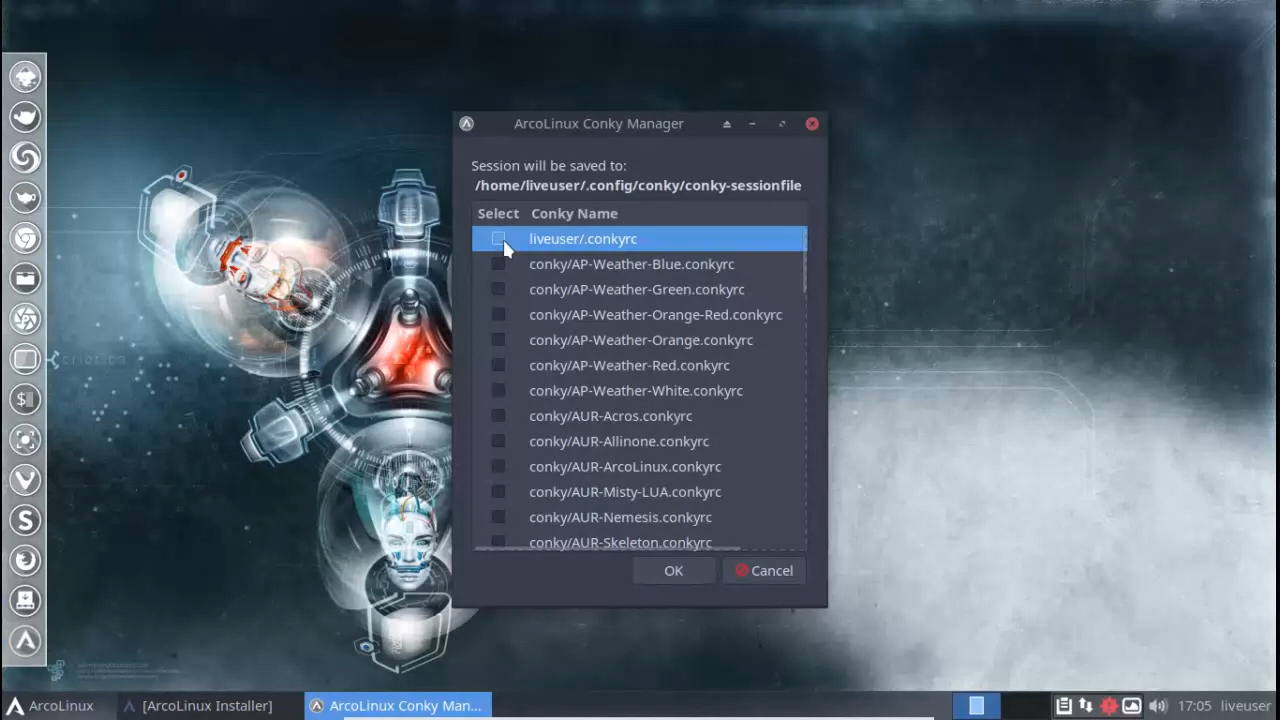 ArcoLinux Conky Manager
Session will be saved to:
/home/liveuser/.config/conky/conky-sessionfile
Select Conky Name
liveuser/.conkyrc
conky/AP-Weather-Blue.conkyrc
conky/AP-Weather-Green.conkyrc
conky/AP-Weather-Orange-Red.conkyrc
conky/AP-Weather-Orange.conkyrc
conky/AP-Weather-Red.conkyrc
conky/AP-Weather-White.conkyrc
conky/AUR-Acros.conkyrc
conky/AUR-Allinone.conkyrc
conky/AUR-ArcoLinux.conkyrc
conky/AUR-Misty-LUA.conkyrc
conky/AUR-Nemesis.conkyrc
conky/AUR-Skeleton.conkyrc
OK Cancel
ArcoLinux [ArcoLinux Installer] ArcoLinux Conky Man... 17:05 liveuser